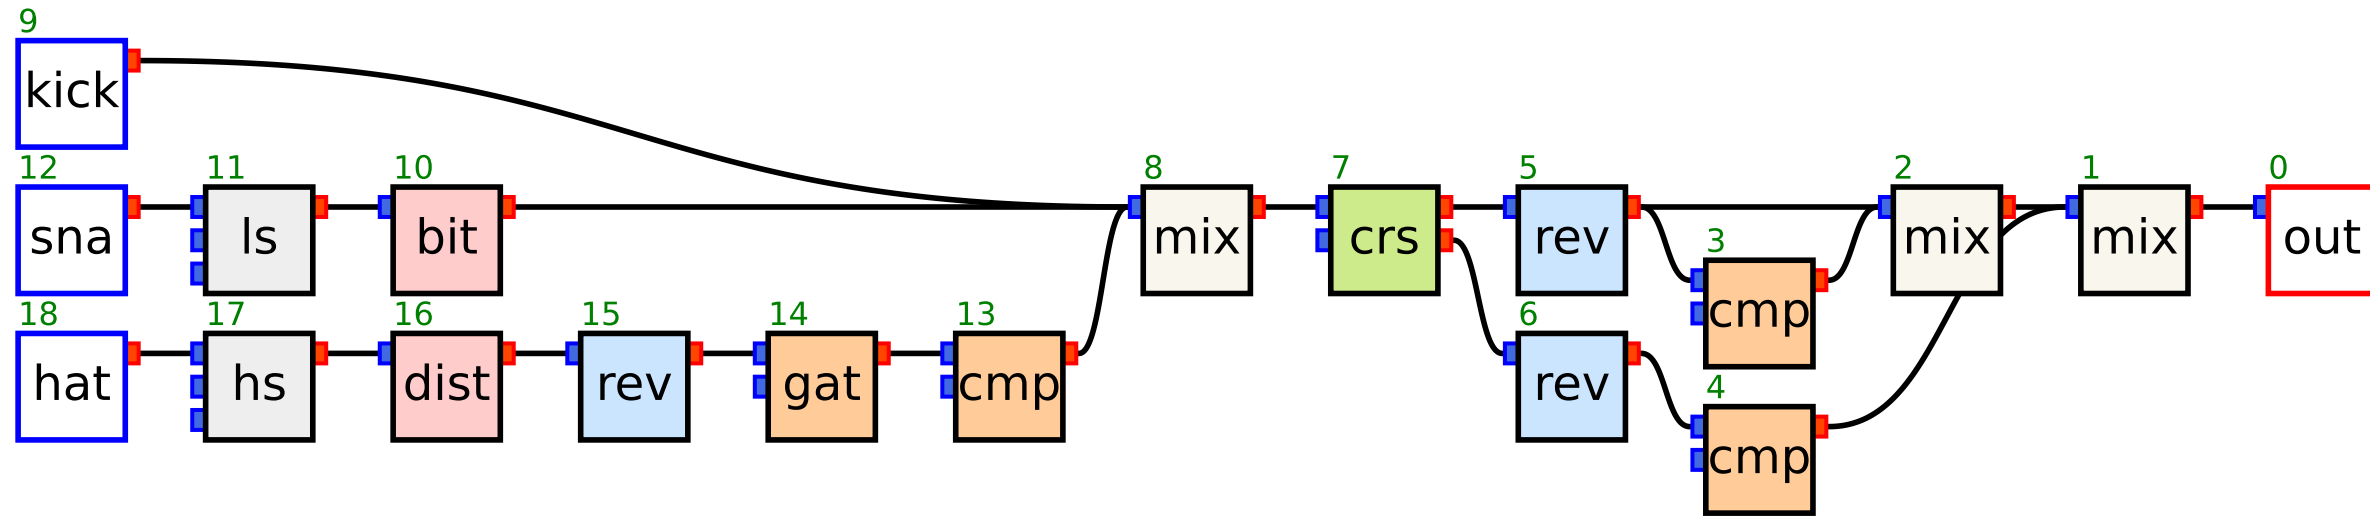 9
kick
12 11 10 8 7 5 2 1 0
sna ls bit mix crs rev mix mix out
3
cmp
18 17 16 15 14 13 6
hat hs dist rev gat cmp rev
4
cmp